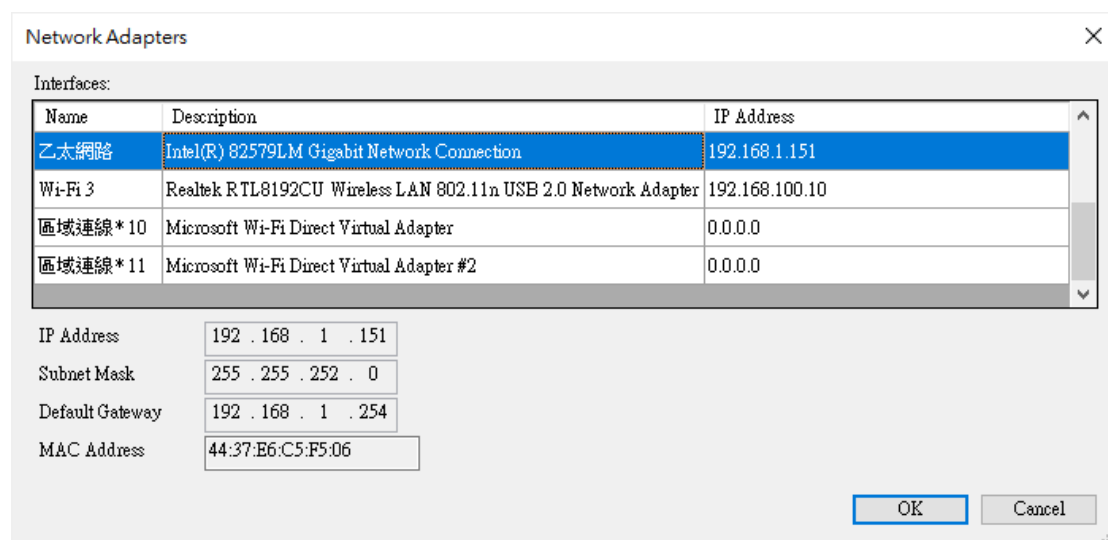 Network Adapters
Interfaces:
Name Description IP Address
乙太網路 Intel(R) 82579LM Gigabit Network Connection 192.168.1.151
Wi-Fi 3 Realtek RTL8192CU Wireless LAN 802.11n USB 2.0 Network Adapter 192.168.100.10
區域連線* 10 Microsoft Wi-Fi Direct Virtual Adapter 0.0.0.0
區域連線* 11 Microsoft Wi-Fi Direct Virtual Adapter #2 0.0.0.0
IP Address 192 . 168 . 1 . 151
Subnet Mask 255 . 255 . 252 . 0
Default Gateway 192 . 168 . 1 . 254
MAC Address 44:37:E6:C5:F5:06
OK Cancel